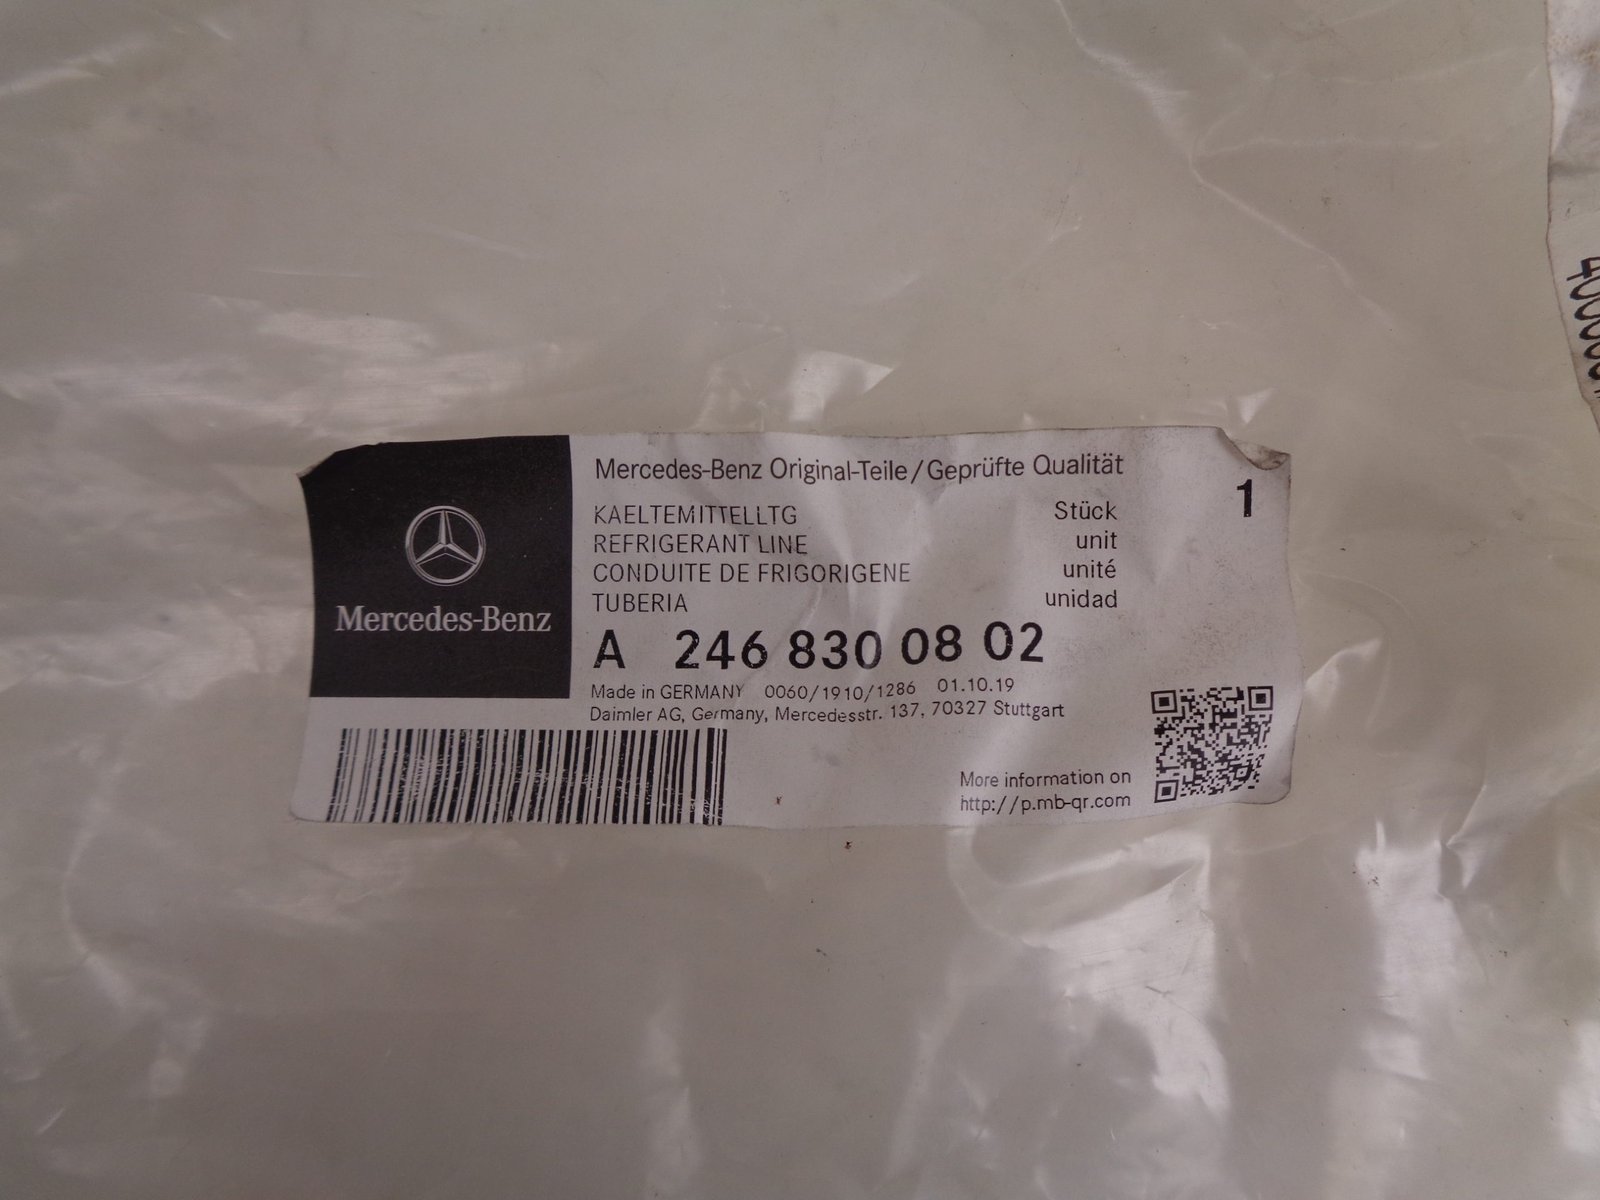 Mercedes-Benz Original-Teile/Geprüfte Qualität
1
KAELTEMITTELLTG Stück
REFRIGERANT LINE unit
CONDUITE DE FRIGORIGENE unité
TUBERIA unidad
Mercedes-Benz
A 246 830 08 02
Made in GERMANY 0060/1910/1286 01.10.19
Daimler AG, Germany, Mercedesstr. 137, 70327 Stuttgart
More information on
http://p.mb-qr.com